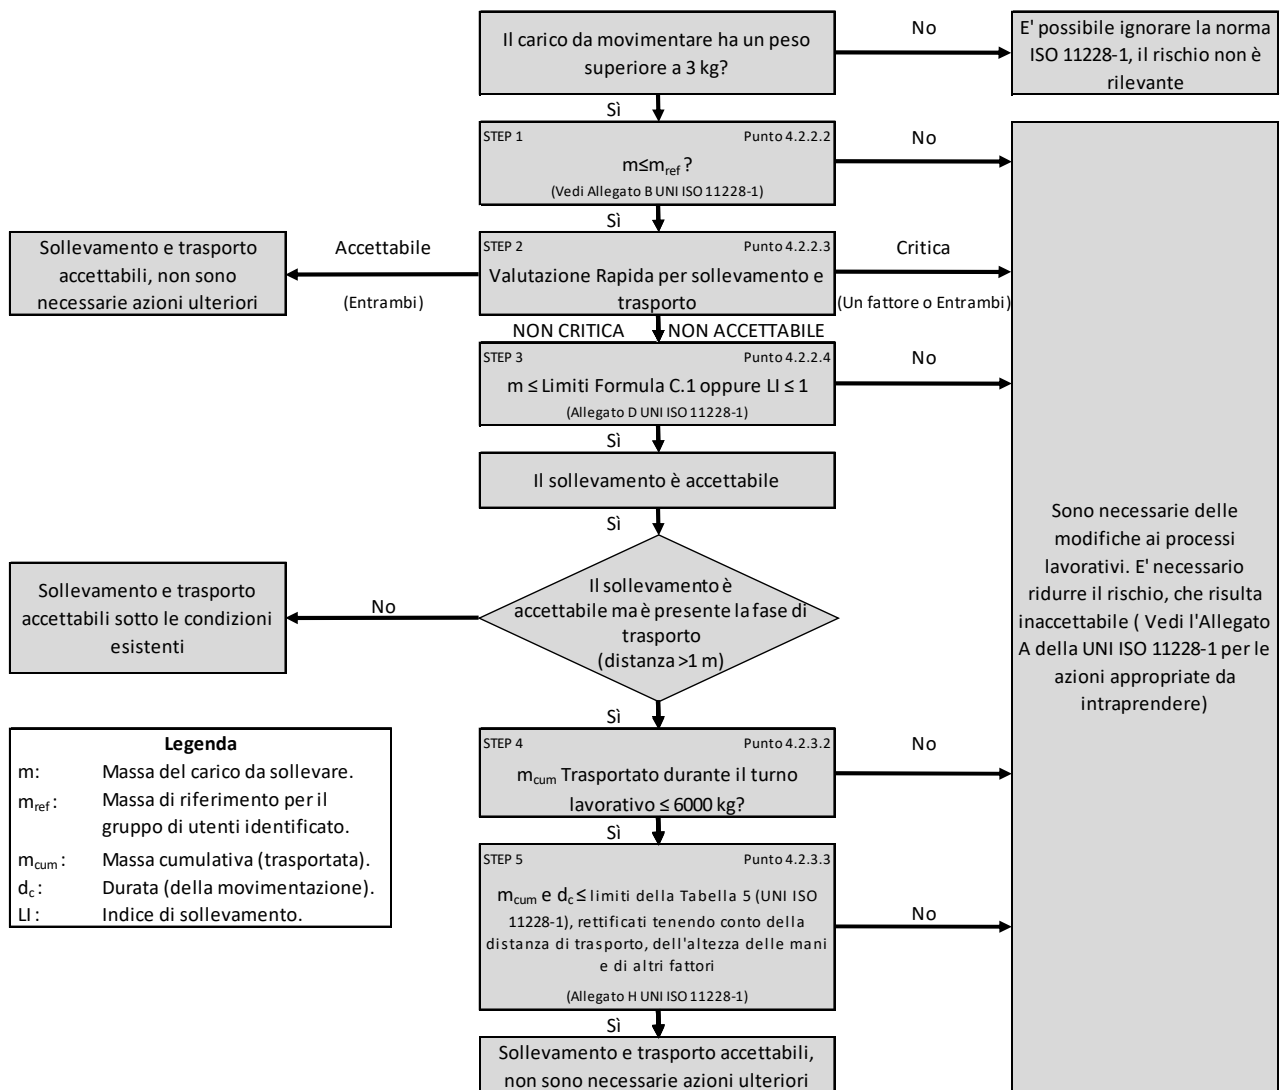 Il carico da movimentare ha un peso
superiore a 3 kg?
No
E' possibile ignorare la norma
ISO 11228-1, il rischio non è
rilevante
Sì
STEP 1 Punto 4.2.2.2
m≤mref ?
(Vedi Allegato B UNI ISO 11228-1)
No
Sì
Sollevamento e trasporto
accettabili, non sono
necessarie azioni ulteriori
Accettabile
(Entrambi)
STEP 2 Punto 4.2.2.3
Valutazione Rapida per sollevamento e
trasporto
Critica
(Un fattore o Entrambi)
NON CRITICA NON ACCETTABILE
STEP 3 Punto 4.2.2.4
m ≤ Limiti Formula C.1 oppure LI ≤ 1
(Allegato D UNI ISO 11228-1)
No
Sì
Il sollevamento è accettabile
Sì
Il sollevamento è
accettabile ma è presente la fase di
trasporto
(distanza >1 m)
No
Sollevamento e trasporto
accettabili sotto le condizioni
esistenti
Sono necessarie delle
modifiche ai processi
lavorativi. E' necessario
ridurre il rischio, che risulta
inaccettabile ( Vedi l'Allegato
A della UNI ISO 11228-1 per le
azioni appropriate da
intraprendere)
Sì
STEP 4 Punto 4.2.3.2
mcum Trasportato durante il turno
lavorativo ≤ 6000 kg?
No
Sì
STEP 5 Punto 4.2.3.3
mcum e dc ≤ limiti della Tabella 5 (UNI ISO
11228-1), rettificati tenendo conto della
distanza di trasporto, dell'altezza delle mani
e di altri fattori
(Allegato H UNI ISO 11228-1)
No
Sì
Sollevamento e trasporto accettabili,
non sono necessarie azioni ulteriori
Legenda
m: Massa del carico da sollevare.
mref : Massa di riferimento per il
gruppo di utenti identificato.
mcum : Massa cumulativa (trasportata).
dc : Durata (della movimentazione).
LI : Indice di sollevamento.